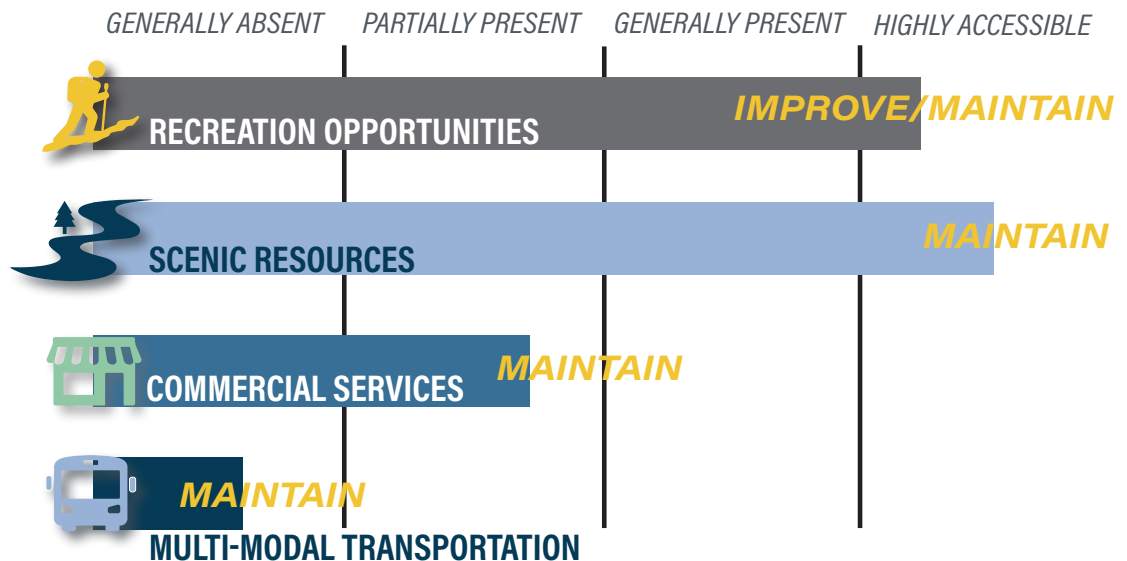 GENERALLY ABSENT PARTIALLY PRESENT GENERALLY PRESENT HIGHLY ACCESSIBLE
IMPROVE/MAINTAIN
RECREATION OPPORTUNITIES
MAINTAIN
SCENIC RESOURCES
MAINTAIN
COMMERCIAL SERVICES
MAINTAIN
MULTI-MODAL TRANSPORTATION